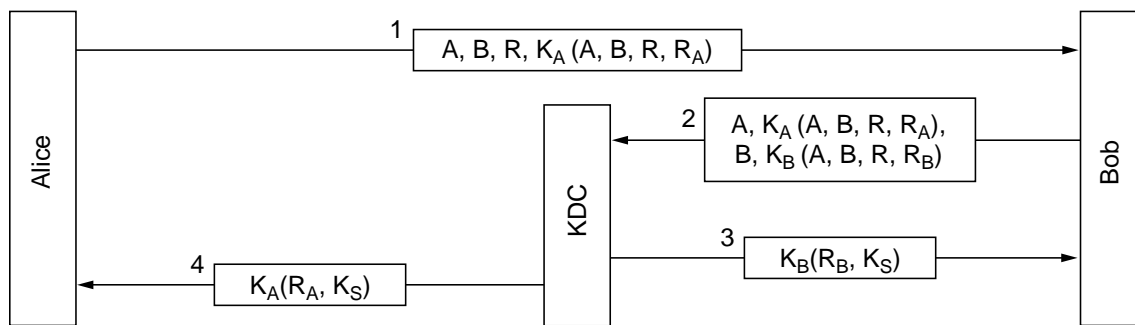 Alice
1
A, B, R, K_A (A, B, R, R_A)
Bob
KDC
2
A, K_A (A, B, R, R_A),
B, K_B (A, B, R, R_B)
3
K_B(R_B, K_S)
4
K_A(R_A, K_S)